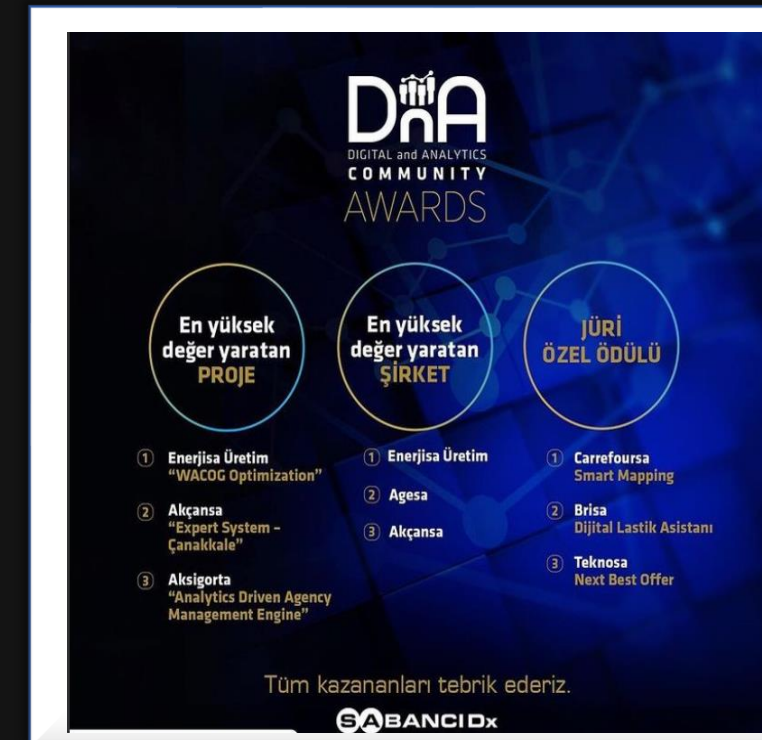 DnA
DIGITAL and ANALYTICS
COMMUNITY
AWARDS
En yüksek
değer yaratan
PROJE
1 Enerjisa Üretim
“WACOG Optimization”
2 Akçansa
“Expert System –
Çanakkale”
3 Aksigorta
“Analytics Driven Agency
Management Engine”
En yüksek
değer yaratan
ŞİRKET
1 Enerjisa Üretim
2 Agesa
3 Akçansa
JÜRİ
ÖZEL ÖDÜLÜ
1 Carrefoursa
Smart Mapping
2 Brisa
Dijital Lastik Asistanı
3 Teknosa
Next Best Offer
Tüm kazananları tebrik ederiz.
SABANCI Dx